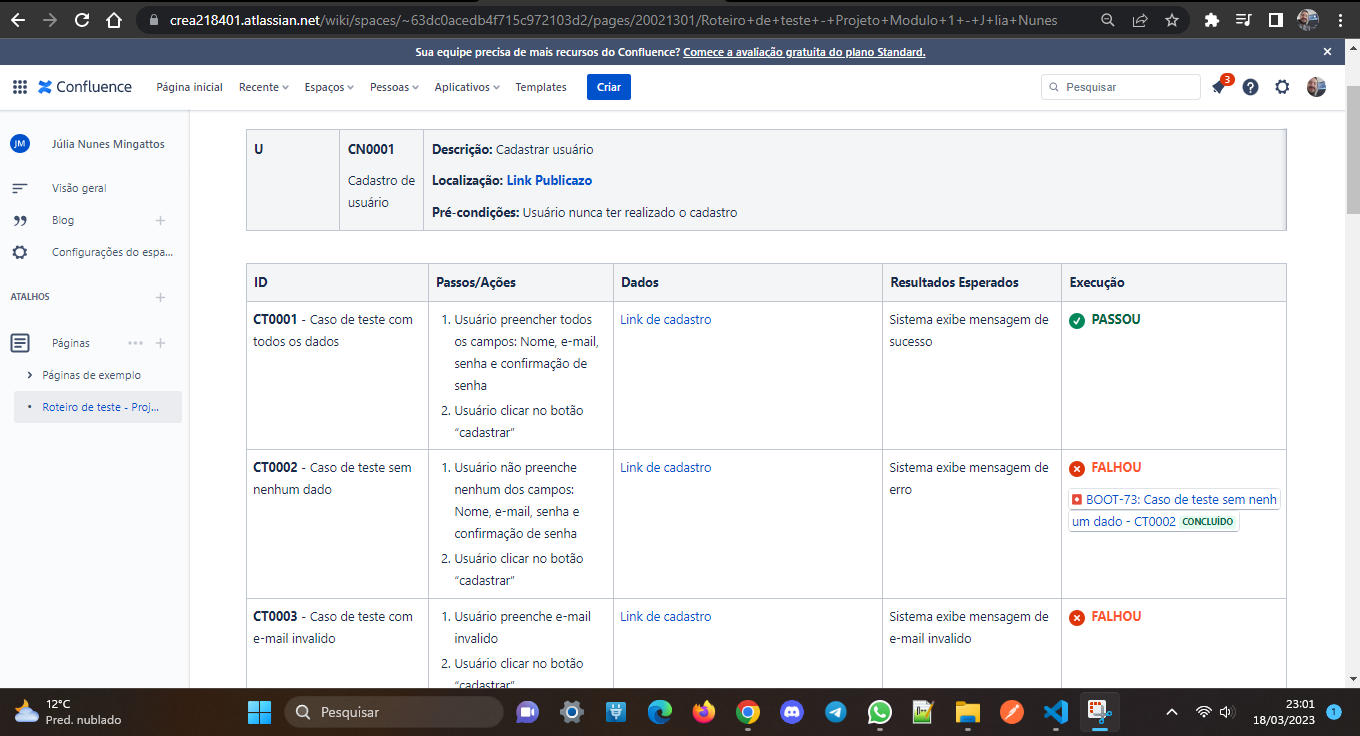 crea218401.atlassian.net/wiki/spaces/~63dc0acedb4f715c972103d2/pages/20021301/Roteiro+de+teste+-+Projeto+Modulo+1+-+J+lia+Nunes
Sua equipe precisa de mais recursos do Confluence? Comece a avaliação gratuita do plano Standard.
Confluence
Página inicial
Recente
Espaços
Pessoas
Aplicativos
Templates
Criar
Pesquisar
3
JM
Júlia Nunes Mingattos
Visão geral
Blog
Configurações do espa...
ATALHOS
Páginas
Páginas de exemplo
Roteiro de teste - Proj...
U
CN0001
Cadastro de
usuário
Descrição: Cadastrar usuário
Localização: Link Publicazo
Pré-condições: Usuário nunca ter realizado o cadastro
ID
Passos/Ações
Dados
Resultados Esperados
Execução
CT0001 - Caso de teste com
todos os dados
1. Usuário preencher todos
os campos: Nome, e-mail,
senha e confirmação de
senha
2. Usuário clicar no botão
“cadastrar”
Link de cadastro
Sistema exibe mensagem de
sucesso
PASSOU
CT0002 - Caso de teste sem
nenhum dado
1. Usuário não preenche
nenhum dos campos:
Nome, e-mail, senha e
confirmação de senha
2. Usuário clicar no botão
“cadastrar”
Link de cadastro
Sistema exibe mensagem de
erro
FALHOU
BOOT-73: Caso de teste sem nenh
um dado - CT0002 CONCLUÍDO
CT0003 - Caso de teste com
e-mail invalido
1. Usuário preenche e-mail
invalido
2. Usuário clicar no botão
“cadastrar”
Link de cadastro
Sistema exibe mensagem de
e-mail invalido
FALHOU
12°C
Pred. nublado
Pesquisar
23:01
18/03/2023
1